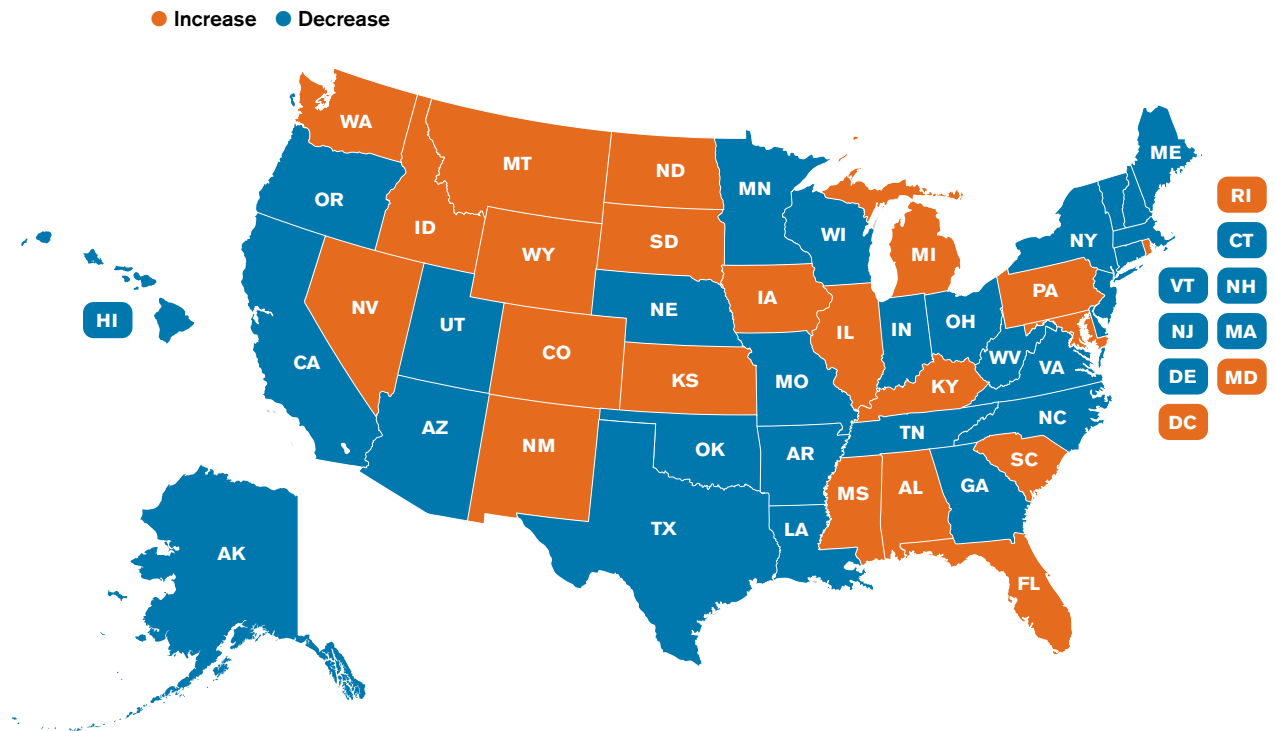 Increase Decrease
WA
MT
ND
MN
ME
OR
ID
SD
WI
MI
NY
RI
WY
CT
NV
UT
NE
IA
PA
VT NH
HI
CO
IL
IN
OH
NJ MA
CA
KS
MO
KY
WV
VA
DE MD
AZ
NM
OK
AR
TN
NC
DC
SC
MS
AL
GA
TX
LA
AK
FL